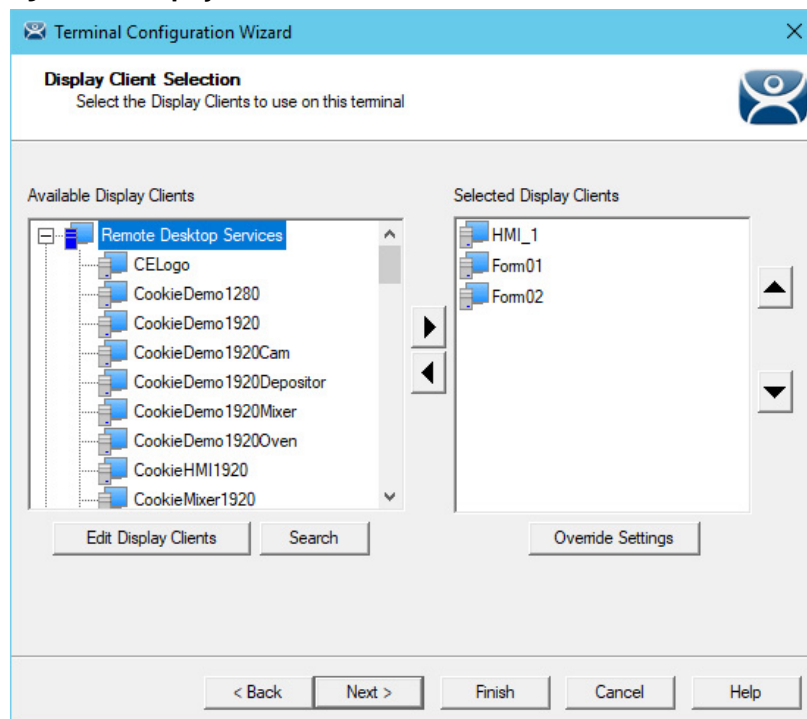 Terminal Configuration Wizard
Display Client Selection
Select the Display Clients to use on this terminal
Available Display Clients
Remote Desktop Services
CELogo
CookieDemo1280
CookieDemo1920
CookieDemo1920Cam
CookieDemo1920Depositor
CookieDemo1920Mixer
CookieDemo1920Oven
CookieHMI1920
CookieMixer1920
Edit Display Clients
Search
Selected Display Clients
HMI_1
Form01
Form02
Override Settings
< Back
Next >
Finish
Cancel
Help